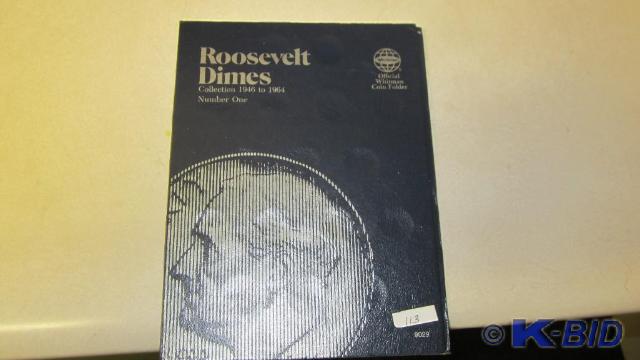 Roosevelt
Dimes
Collection 1946 to 1964
Number One
Official
Whitman
Coin Folder
113
9029
© K-BID